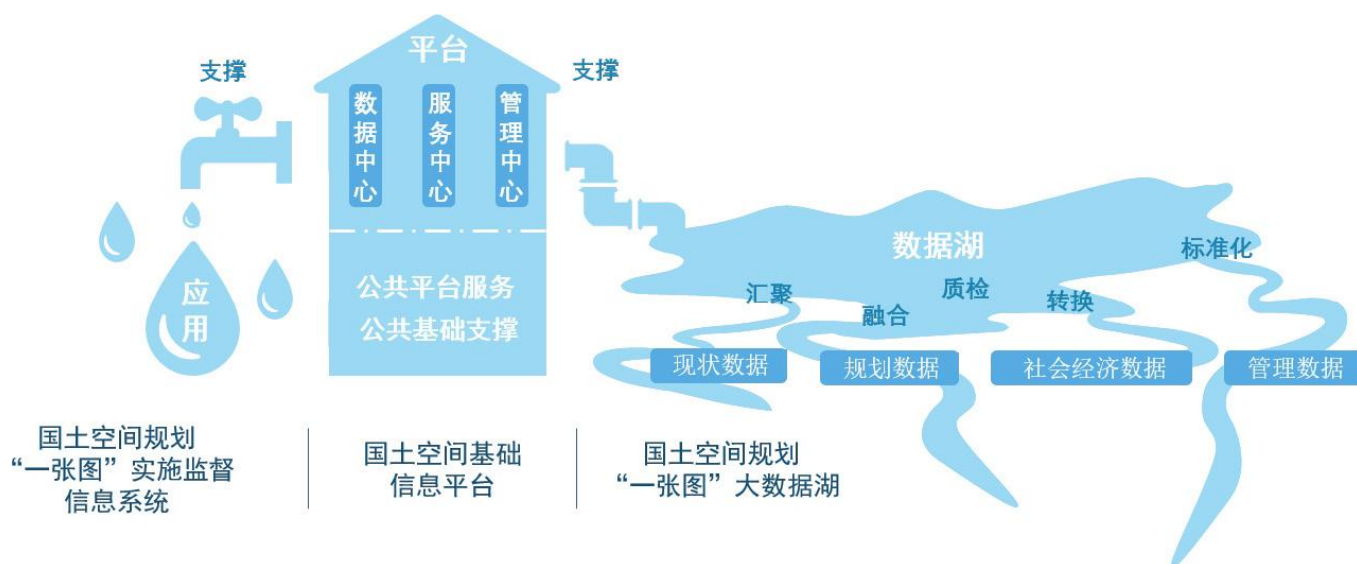 支撑
平台
支撑
数据中心
服务中心
管理中心
公共平台服务
公共基础支撑
应用
数据湖
标准化
汇聚
融合
质检
转换
现状数据
规划数据
社会经济数据
管理数据
国土空间规划
“一张图”实施监督
信息系统
国土空间基础
信息平台
国土空间规划
“一张图”大数据湖